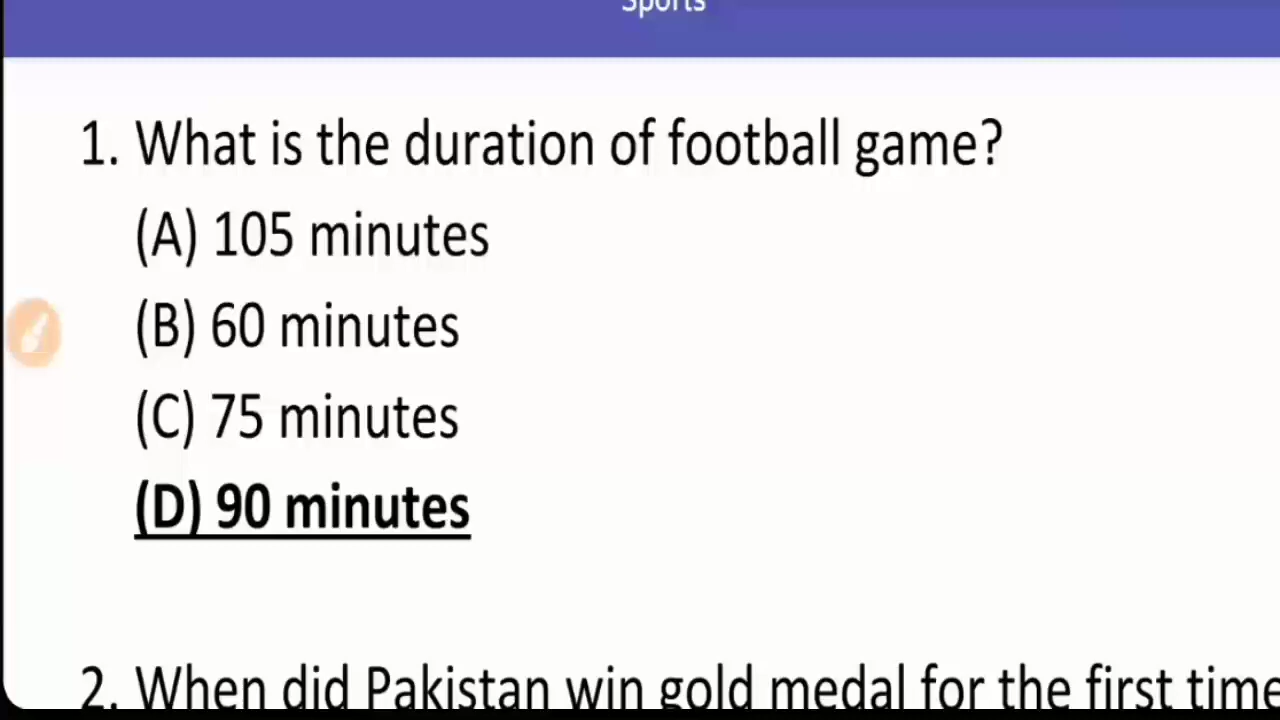 Sports
1. What is the duration of football game?
(A) 105 minutes
(B) 60 minutes
(C) 75 minutes
(D) 90 minutes
2. When did Pakistan win gold medal for the first time